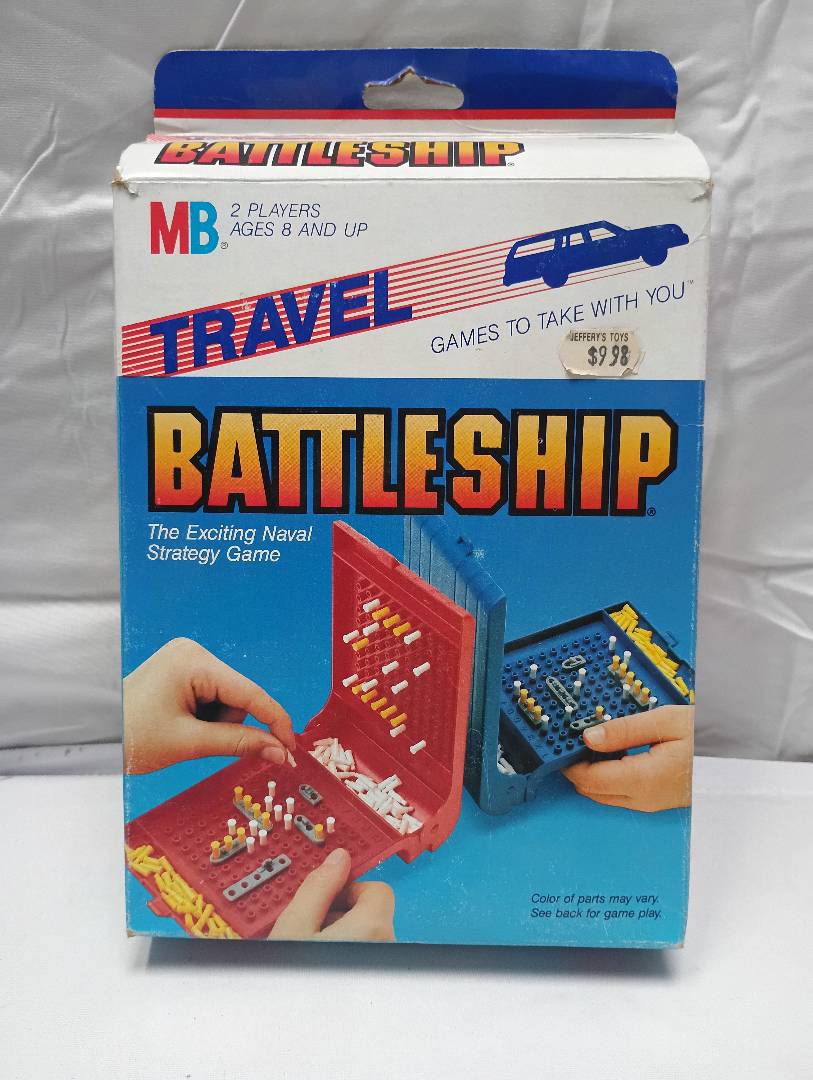 BATTLESHIP®
MB®
2 PLAYERS
AGES 8 AND UP
TRAVEL
GAMES TO TAKE WITH YOU™
JEFFERY'S TOYS
$9.98
BATTLESHIP®
The Exciting Naval
Strategy Game
Color of parts may vary.
See back for game play.